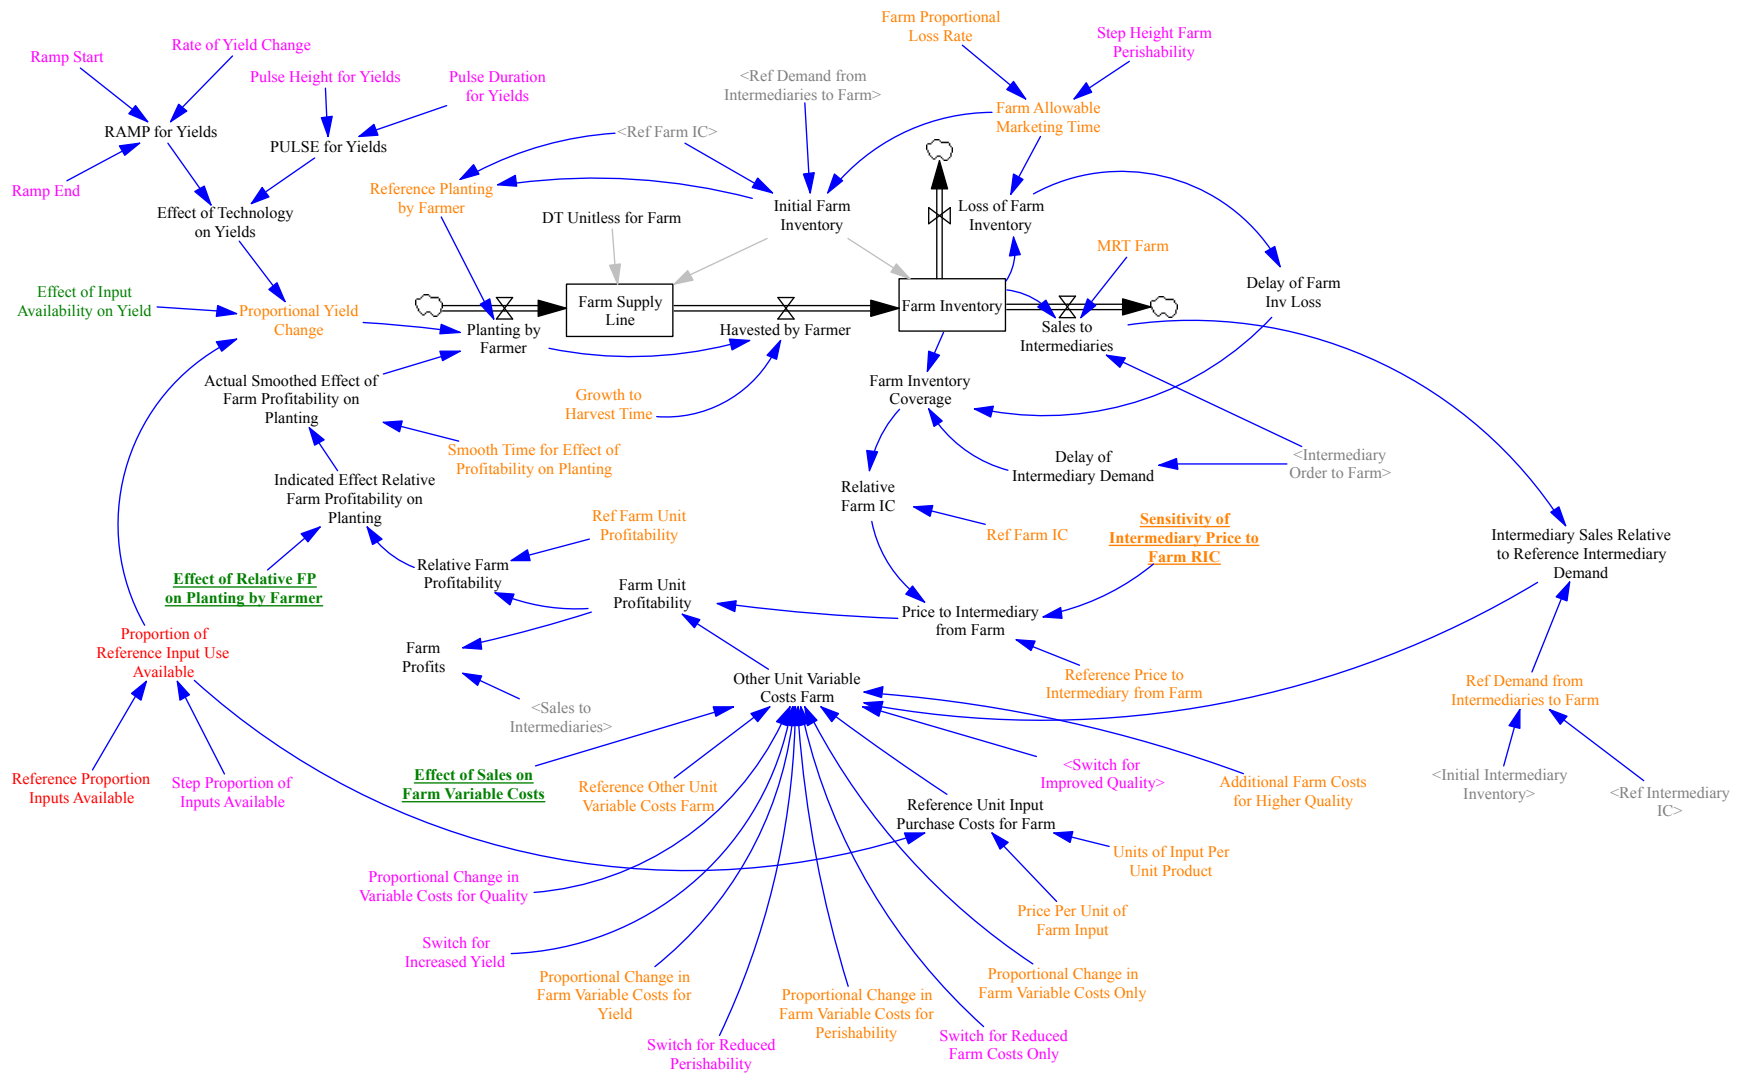 Farm Proportional
Loss Rate
Step Height Farm
Perishability
Ramp Start
Rate of Yield Change
Pulse Height for Yields
Pulse Duration
for Yields
<Ref Demand from
Intermediaries to Farm>
Farm Allowable
Marketing Time
RAMP for Yields
PULSE for Yields
<Ref Farm IC>
Ramp End
Reference Planting
by Farmer
Effect of Technology
on Yields
DT Unitless for Farm
Initial Farm
Inventory
Loss of Farm
Inventory
MRT Farm
Delay of Farm
Inv Loss
Effect of Input
Availability on Yield
Proportional Yield
Change
Farm Supply
Line
Farm Inventory
Planting by
Farmer
Havested by Farmer
Sales to
Intermediaries
Actual Smoothed Effect of
Farm Profitability on
Planting
Growth to
Harvest Time
Farm Inventory
Coverage
Smooth Time for Effect of
Profitability on Planting
Delay of
Intermediary Demand
<Intermediary
Order to Farm>
Indicated Effect Relative
Farm Profitability on
Planting
Relative
Farm IC
Ref Farm IC
Sensitivity of
Intermediary Price to
Farm RIC
Ref Farm Unit
Profitability
Intermediary Sales Relative
to Reference Intermediary
Demand
Effect of Relative FP
on Planting by Farmer
Relative Farm
Profitability
Farm Unit
Profitability
Price to Intermediary
from Farm
Proportion of
Reference Input Use
Available
Farm
Profits
Other Unit Variable
Costs Farm
Reference Price to
Intermediary from Farm
Ref Demand from
Intermediaries to Farm
<Sales to
Intermediaries>
Reference Proportion
Inputs Available
Step Proportion of
Inputs Available
Effect of Sales on
Farm Variable Costs
Reference Other Unit
Variable Costs Farm
<Switch for
Improved Quality>
Additional Farm Costs
for Higher Quality
<Initial Intermediary
Inventory>
<Ref Intermediary
IC>
Reference Unit Input
Purchase Costs for Farm
Units of Input Per
Unit Product
Proportional Change in
Variable Costs for Quality
Price Per Unit of
Farm Input
Switch for
Increased Yield
Proportional Change in
Farm Variable Costs for
Yield
Proportional Change in
Farm Variable Costs for
Perishability
Proportional Change in
Farm Variable Costs Only
Switch for Reduced
Perishability
Switch for Reduced
Farm Costs Only